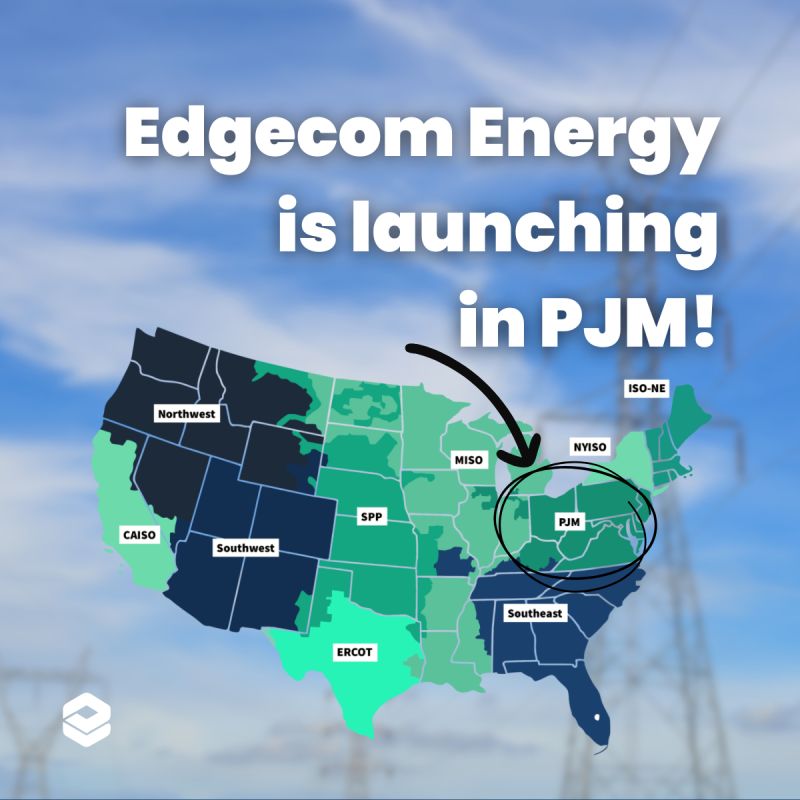 Edgecom Energy
is launching
in PJM!
ISO-NE
Northwest
NYISO
MISO
SPP
PJM
CAISO
Southwest
Southeast
ERCOT